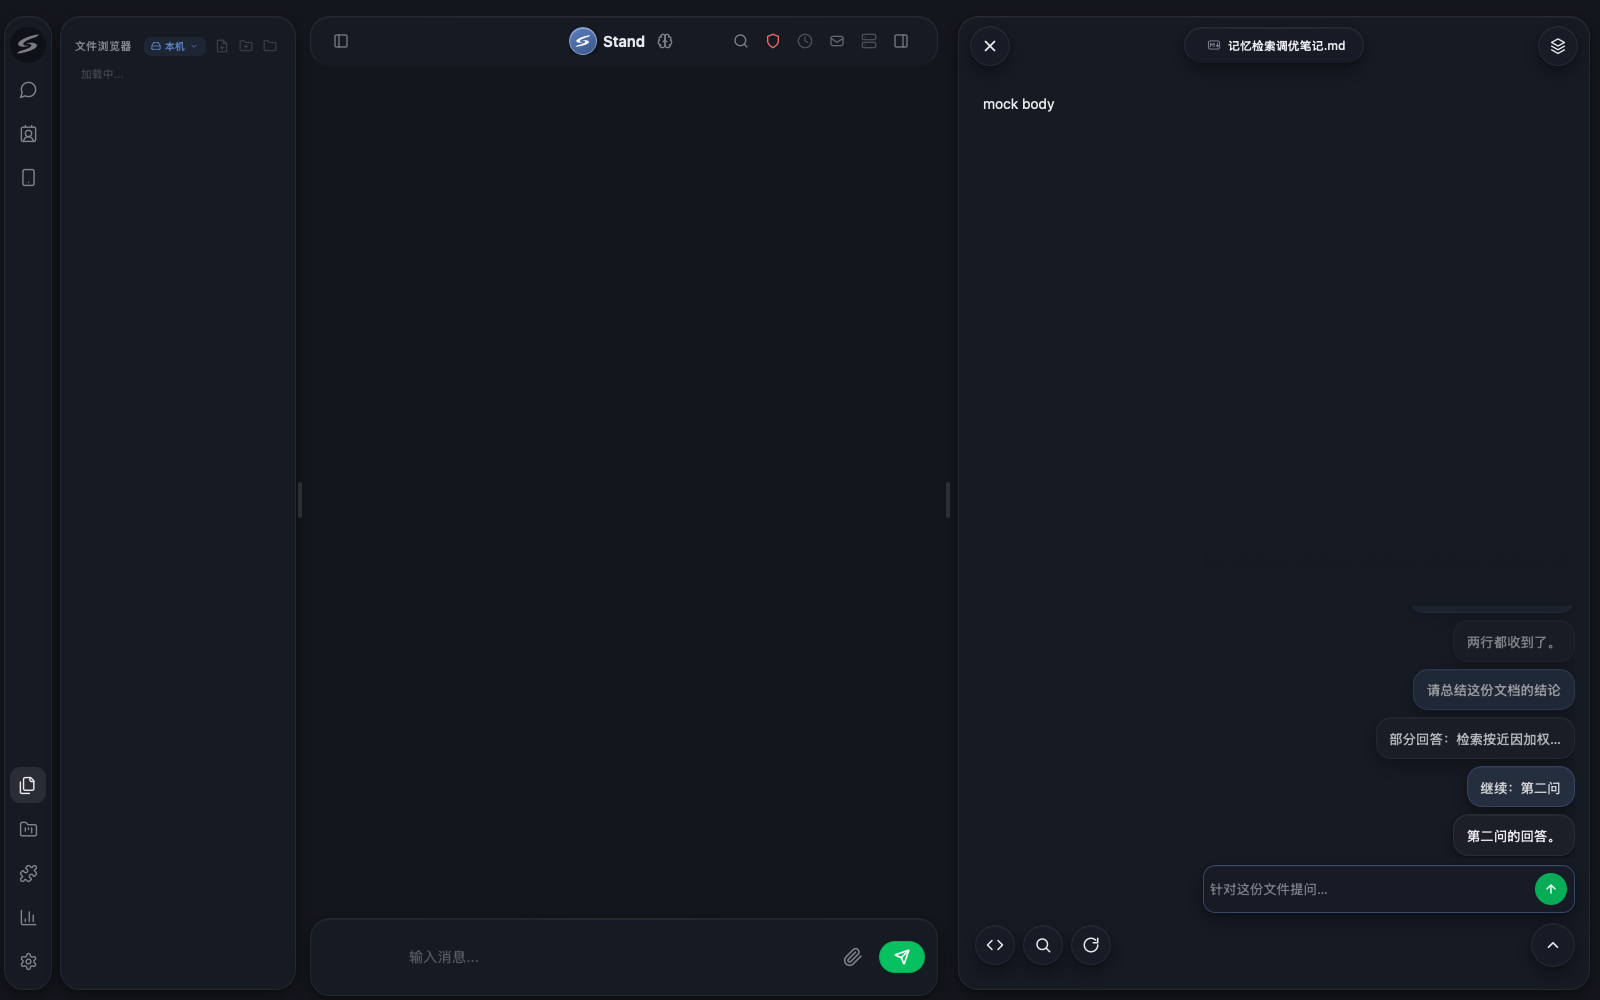 文件浏览器
本机
加载中...
Stand
输入消息...
记忆检索调优笔记.md
mock body
两行都收到了。
请总结这份文档的结论
部分回答：检索按近因加权...
继续：第二问
第二问的回答。
针对这份文件提问...